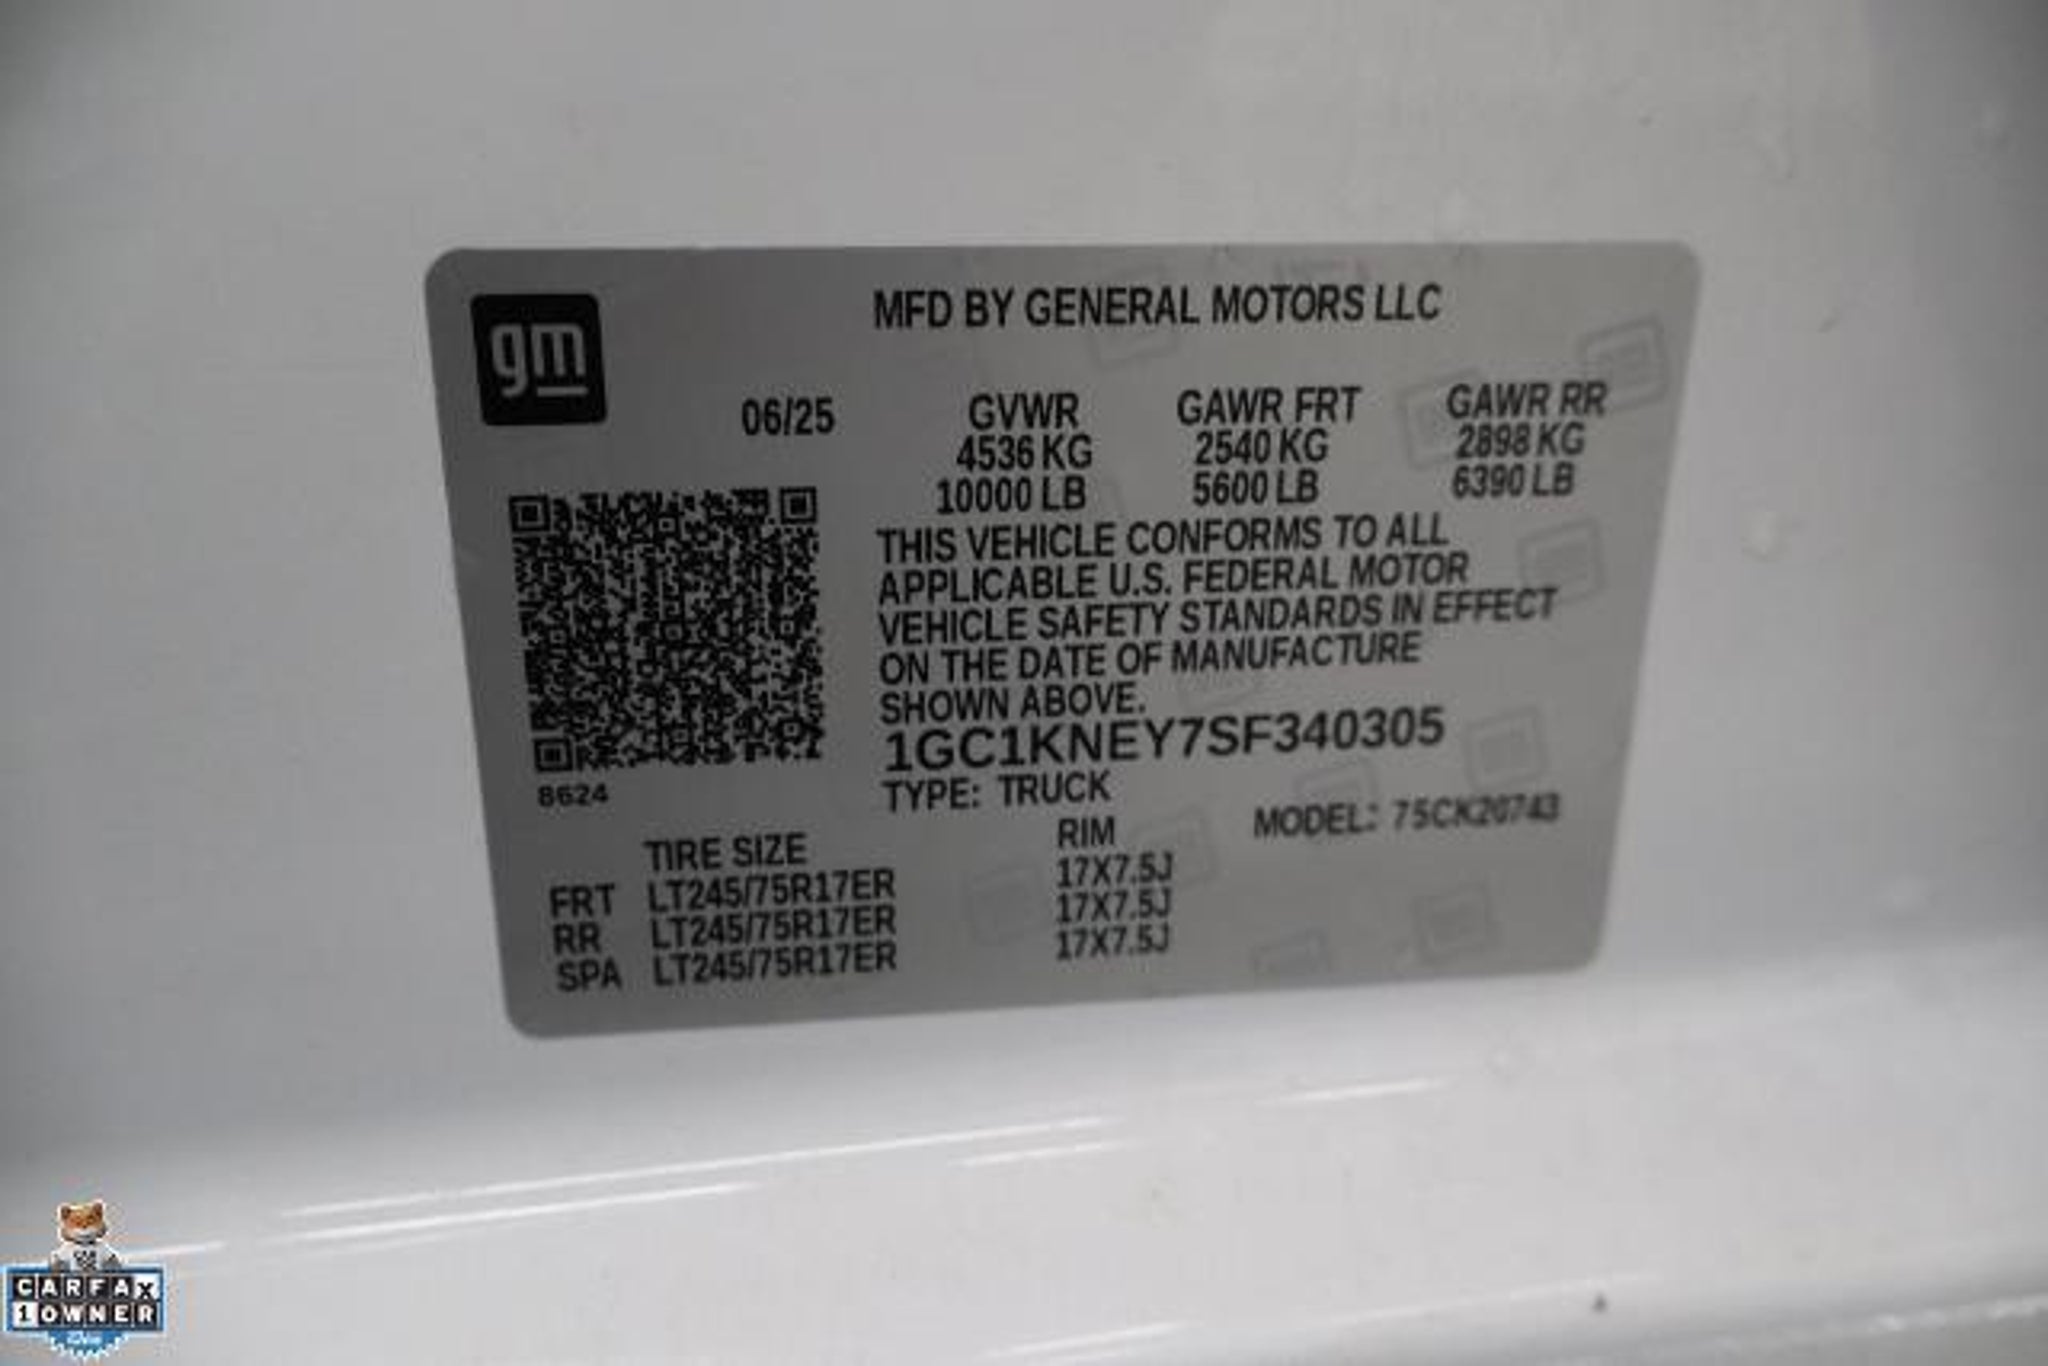 gm
MFD BY GENERAL MOTORS LLC
06/25 GVWR GAWR FRT GAWR RR
4536 KG 2540 KG 2898 KG
10000 LB 5600 LB 6390 LB
THIS VEHICLE CONFORMS TO ALL
APPLICABLE U.S. FEDERAL MOTOR
VEHICLE SAFETY STANDARDS IN EFFECT
ON THE DATE OF MANUFACTURE
SHOWN ABOVE.
1GC1KNEY7SF340305
8624
TYPE: TRUCK
MODEL: 75CK20743
TIRE SIZE RIM
FRT LT245/75R17ER 17X7.5J
RR LT245/75R17ER 17X7.5J
SPA LT245/75R17ER 17X7.5J
CARFAX
1 OWNER